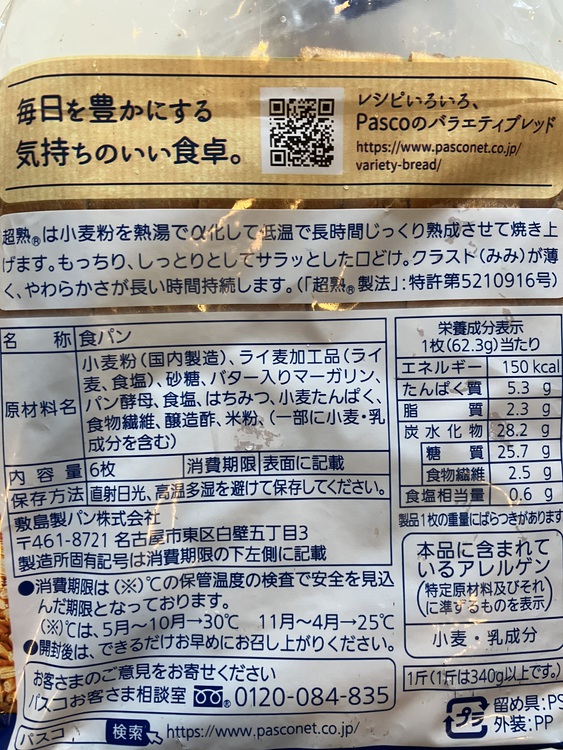 毎日を豊かにする
気持ちのいい食卓。
レシピいろいろ、
Pascoのバラエティブレッド
https://www.pasconet.co.jp/
variety-bread/
超熟®は小麦粉を熱湯でα化して低温で長時間じっくり熟成させて焼き上
げます。もっちり、しっとりとしてサラッとした口どけ。クラスト(みみ)が薄
く、やわらかさが長い時間持続します。(「超熟®製法」:特許第5210916号)
名 称 食パン
原材料名 小麦粉(国内製造)、ライ麦加工品(ライ
麦、食塩)、砂糖、バター入りマーガリン、
パン酵母、食塩、はちみつ、小麦たんぱく、
食物繊維、醸造酢、米粉、(一部に小麦・乳
成分を含む)
内 容 量 6枚 消費期限 表面に記載
保存方法 直射日光、高温多湿を避けて保存してください。
敷島製パン株式会社
〒461-8721 名古屋市東区白壁五丁目3
製造所固有記号は消費期限の下左側に記載
●消費期限は(※)℃の保管温度の検査で安全を見込
んだ期限となっております。
(※)℃は、5月〜10月→30℃ 11月〜4月→25℃
●開封後は、できるだけお早めにお召し上がりください。
お客さまのご意見をお寄せください
パスコお客さま相談室 0120-084-835
パスコ 検索 https://www.pasconet.co.jp/
栄養成分表示
1枚(62.3g)当たり
エネルギー 150 kcal
たんぱく質 5.3 g
脂 質 2.3 g
炭水化物 28.2 g
糖 質 25.7 g
食物繊維 2.5 g
食塩相当量 0.6 g
製品1枚の重量にばらつきがあります
本品に含まれて
いるアレルゲン
(特定原材料及びそれ
に準ずるものを表示)
小麦・乳成分
1斤(1斤は340g以上です。)
プラ
留め具:PS
外装:PP